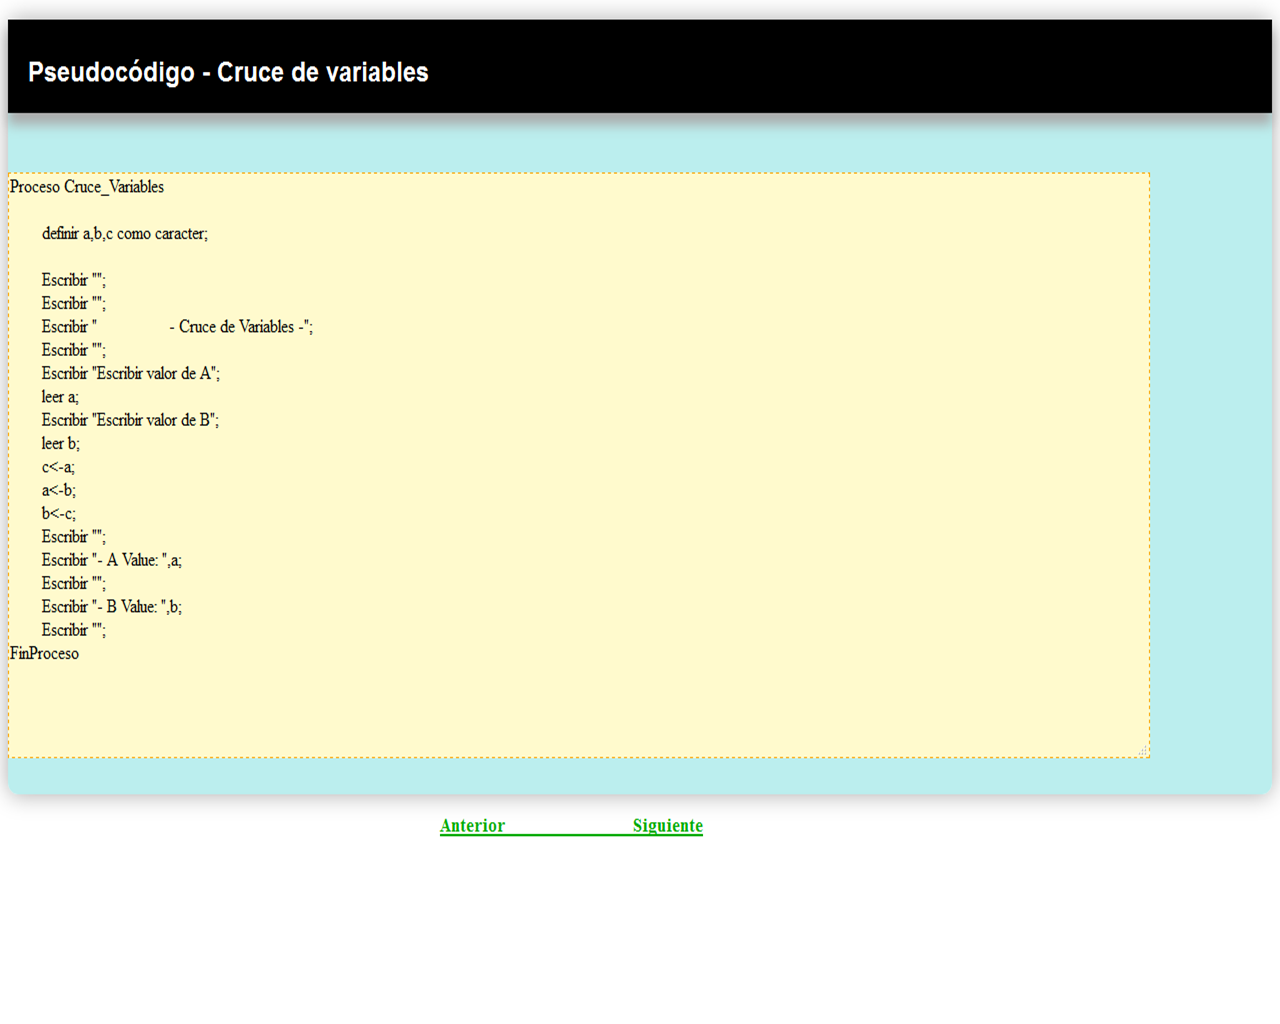 Pseudocódigo - Cruce de variables
Proceso Cruce_Variables
definir a,b,c como caracter;
Escribir "";
Escribir "";
Escribir "                  - Cruce de Variables -";
Escribir "";
Escribir "Escribir valor de A";
leer a;
Escribir "Escribir valor de B";
leer b;
c<-a;
a<-b;
b<-c;
Escribir "";
Escribir "- A Value: ",a;
Escribir "";
Escribir "- B Value: ",b;
Escribir "";
FinProceso
Anterior Siguiente